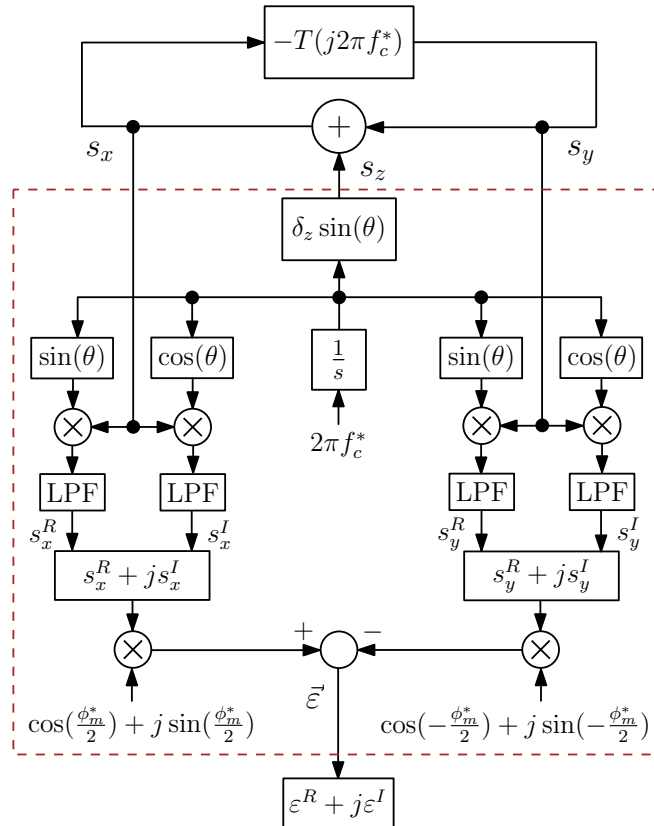 −T(j2πf_c^*)
+
s_x
s_y
s_z
δ_z sin(θ)
sin(θ)
cos(θ)
1/s
sin(θ)
cos(θ)
×
×
×
×
2πf_c^*
LPF
LPF
LPF
LPF
s_x^R
s_x^I
s_y^R
s_y^I
s_x^R + js_x^I
s_y^R + js_y^I
×
+
−
×
cos(ϕ_m^*/2) + j sin(ϕ_m^*/2)
ε⃗
cos(−ϕ_m^*/2) + j sin(−ϕ_m^*/2)
ε^R + jε^I